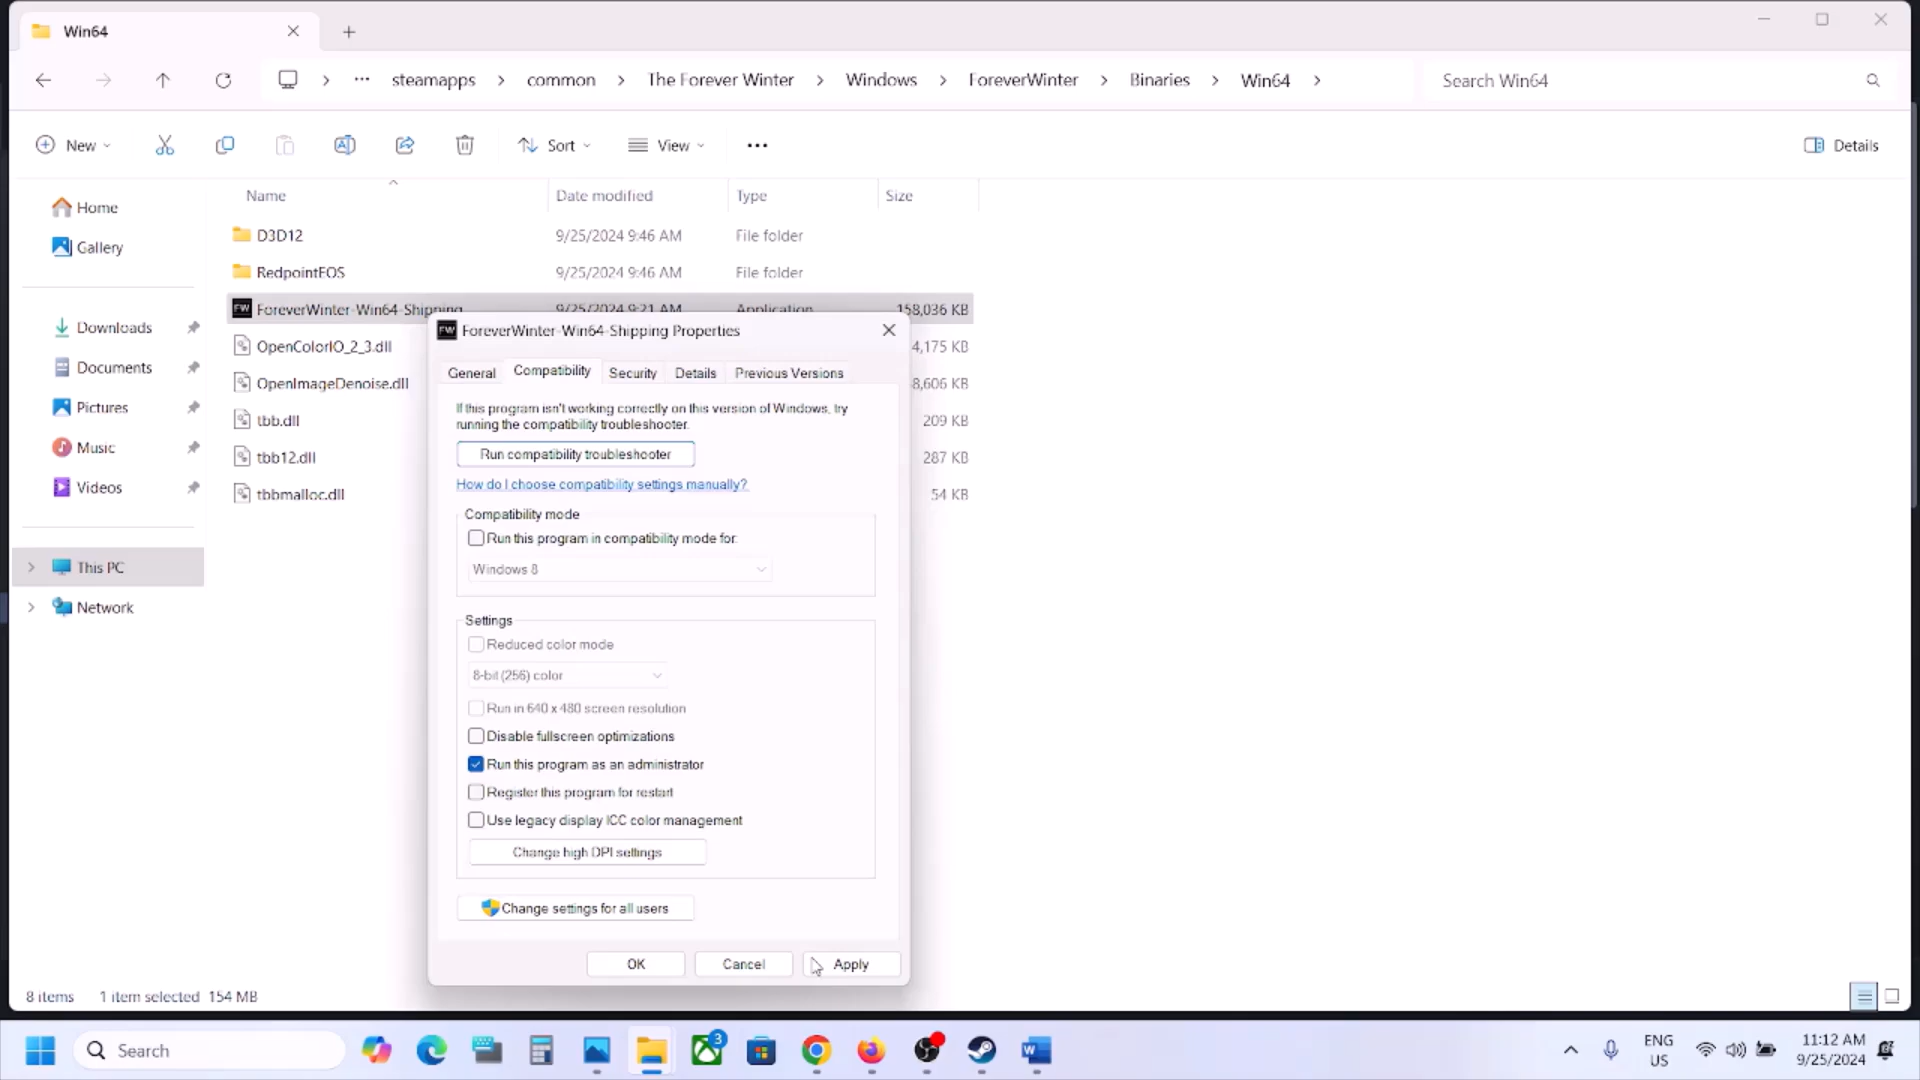 Win64
steamapps > common > The Forever Winter > Windows > ForeverWinter > Binaries > Win64 >
Search Win64
New
Sort
View
Details
Name
Date modified
Type
Size
Home
Gallery
Downloads
Documents
Pictures
Music
Videos
This PC
Network
D3D12 9/25/2024 9:46 AM File folder
RedpointEOS 9/25/2024 9:46 AM File folder
ForeverWinter-Win64-Shipping 9/25/2024 9:21 AM Application 158,036 KB
OpenColorIO_2_3.dll 4,175 KB
OpenImageDenoise.dll 8,606 KB
tbb.dll 209 KB
tbb12.dll 287 KB
tbbmalloc.dll 54 KB
ForeverWinter-Win64-Shipping Properties
General Compatibility Security Details Previous Versions
If this program isn't working correctly on this version of Windows, try
running the compatibility troubleshooter.
Run compatibility troubleshooter
How do I choose compatibility settings manually?
Compatibility mode
Run this program in compatibility mode for:
Windows 8
Settings
Reduced color mode
8-bit (256) color
Run in 640 x 480 screen resolution
Disable fullscreen optimizations
Run this program as an administrator
Register this program for restart
Use legacy display ICC color management
Change high DPI settings
Change settings for all users
OK Cancel Apply
8 items 1 item selected 154 MB
Search
3
ENG
US
11:12 AM
9/25/2024